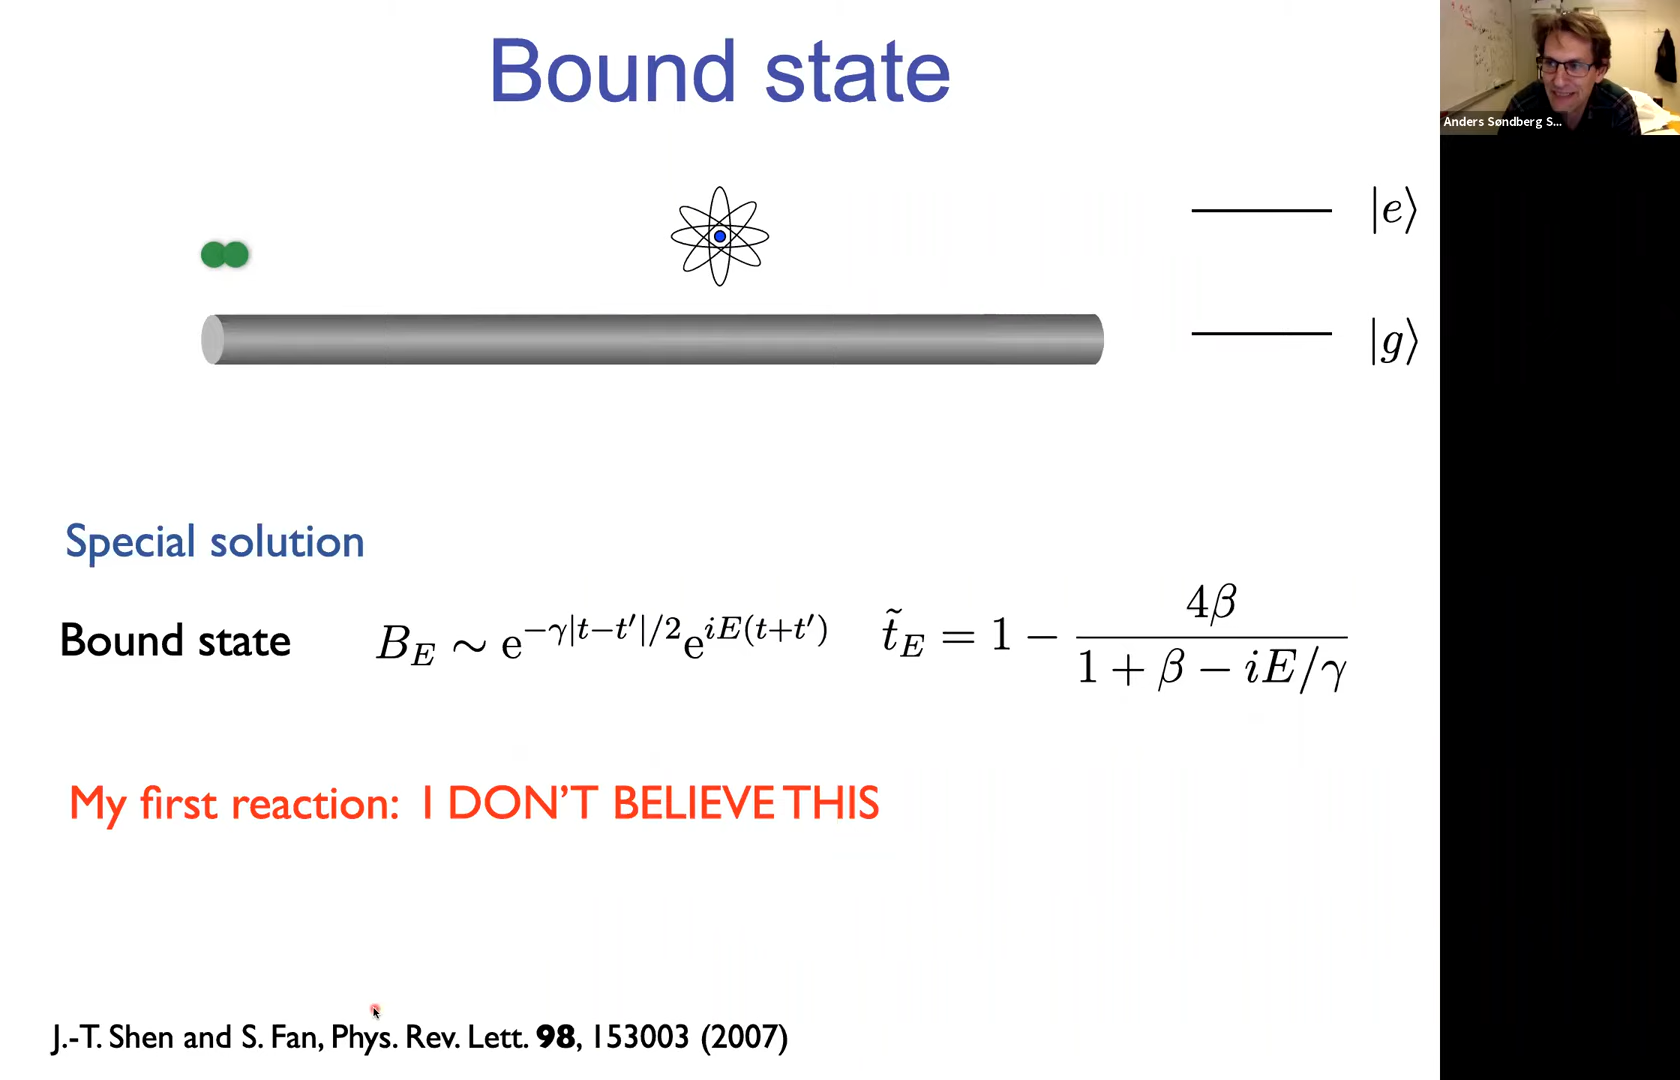 Bound state
Anders Søndberg S...
|e⟩
|g⟩
Special solution
Bound state B_E ∼ e^{−γ|t−t′|/2}e^{iE(t+t′)} t̃_E = 1 − \frac{4β}{1 + β − iE/γ}
My first reaction: I DON'T BELIEVE THIS
J.-T. Shen and S. Fan, Phys. Rev. Lett. 98, 153003 (2007)